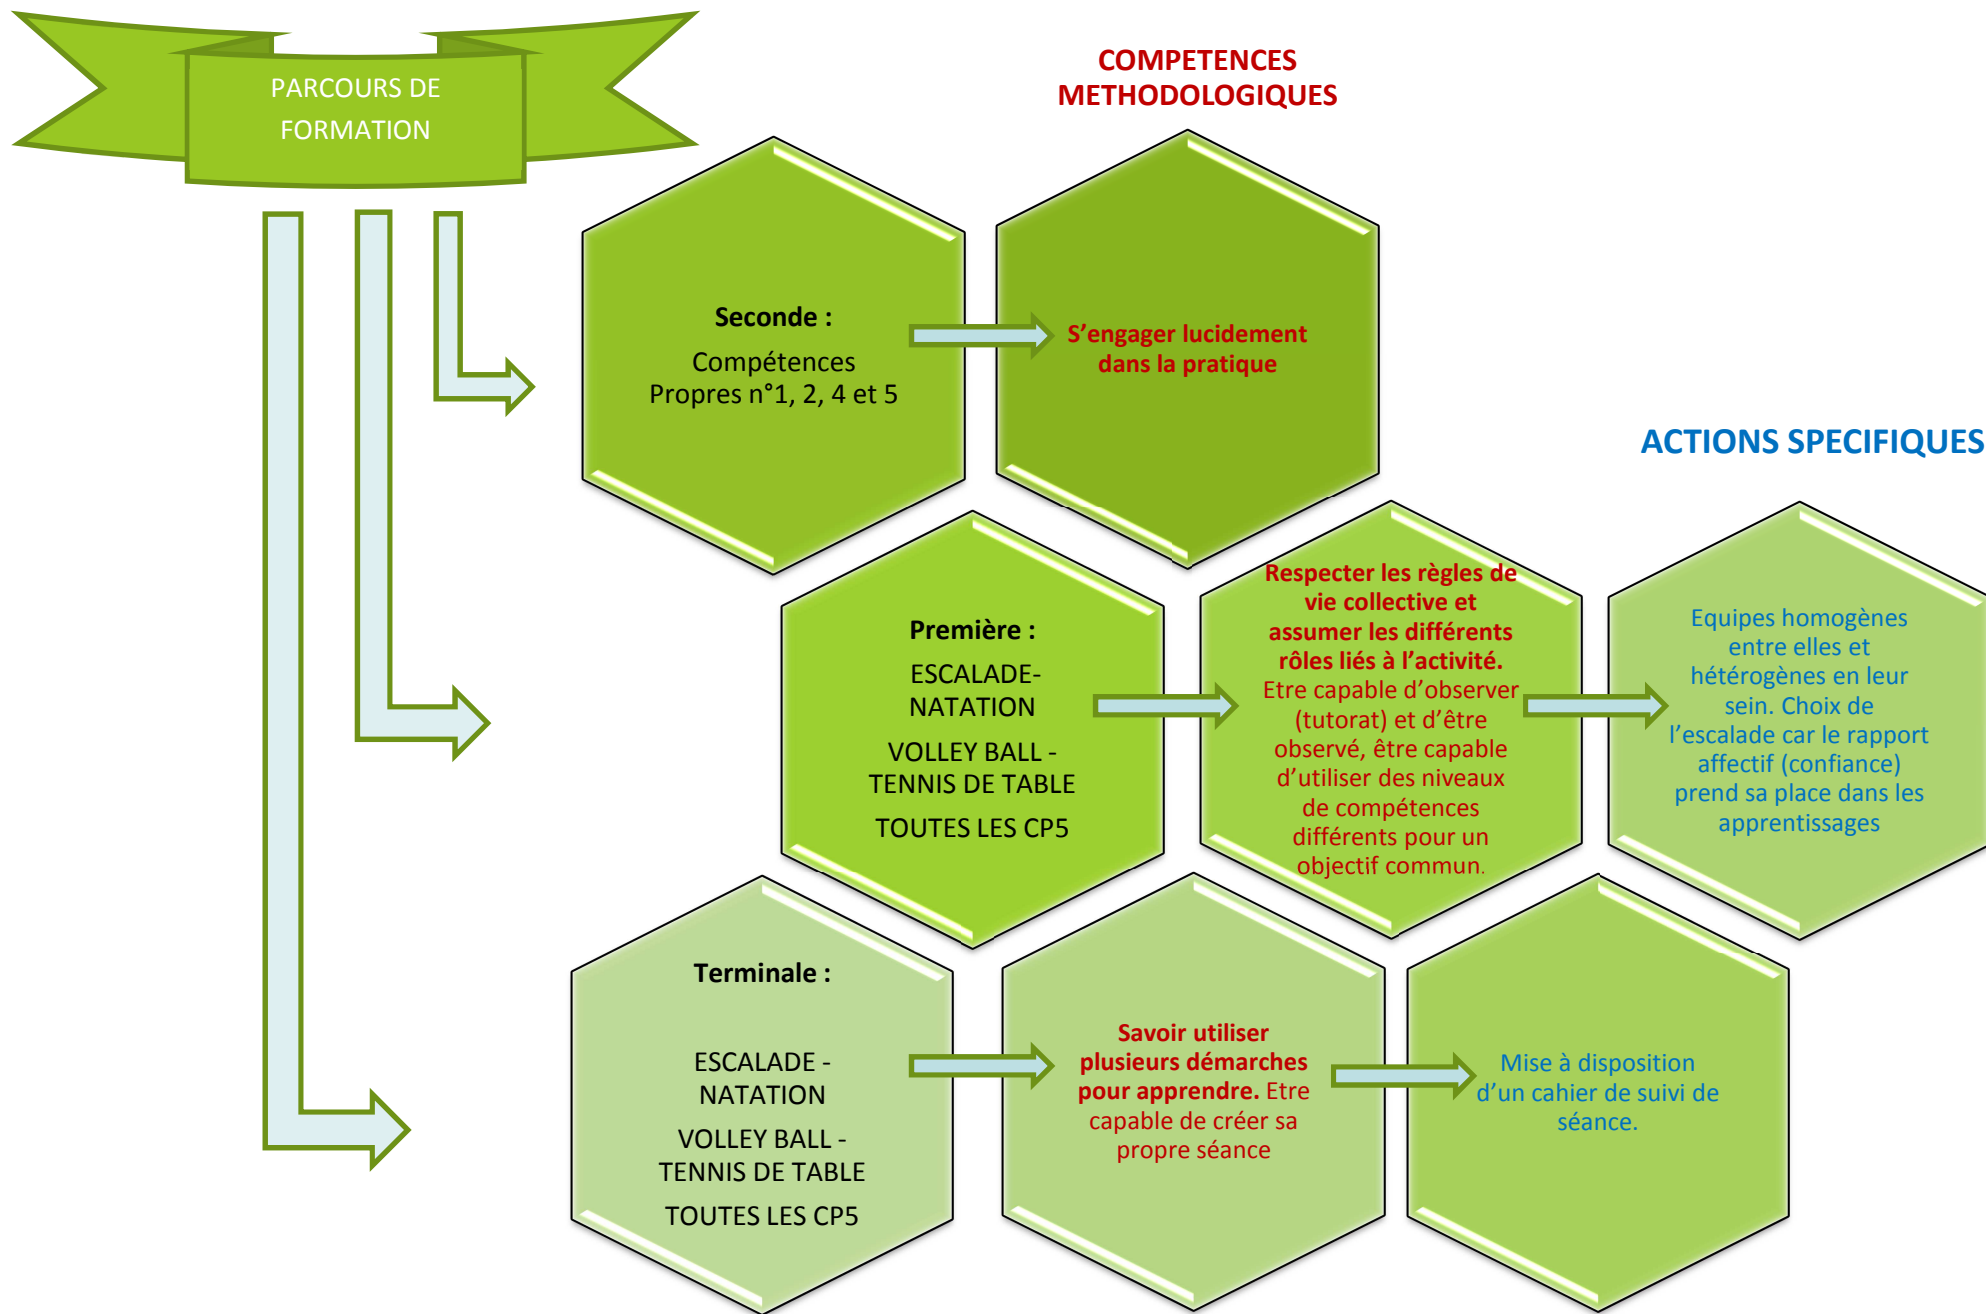 PARCOURS DE
FORMATION
COMPETENCES
METHODOLOGIQUES
Seconde :
Compétences
Propres n°1, 2, 4 et 5
S’engager lucidement
dans la pratique
ACTIONS SPECIFIQUES
Première :
ESCALADE-
NATATION
VOLLEY BALL -
TENNIS DE TABLE
TOUTES LES CP5
Respecter les règles de
vie collective et
assumer les différents
rôles liés à l’activité.
Etre capable d’observer
(tutorat) et d’être
observé, être capable
d’utiliser des niveaux
de compétences
différents pour un
objectif commun.
Equipes homogènes
entre elles et
hétérogènes en leur
sein. Choix de
l’escalade car le rapport
affectif (confiance)
prend sa place dans les
apprentissages
Terminale :
ESCALADE -
NATATION
VOLLEY BALL -
TENNIS DE TABLE
TOUTES LES CP5
Savoir utiliser
plusieurs démarches
pour apprendre. Etre
capable de créer sa
propre séance
Mise à disposition
d’un cahier de suivi de
séance.